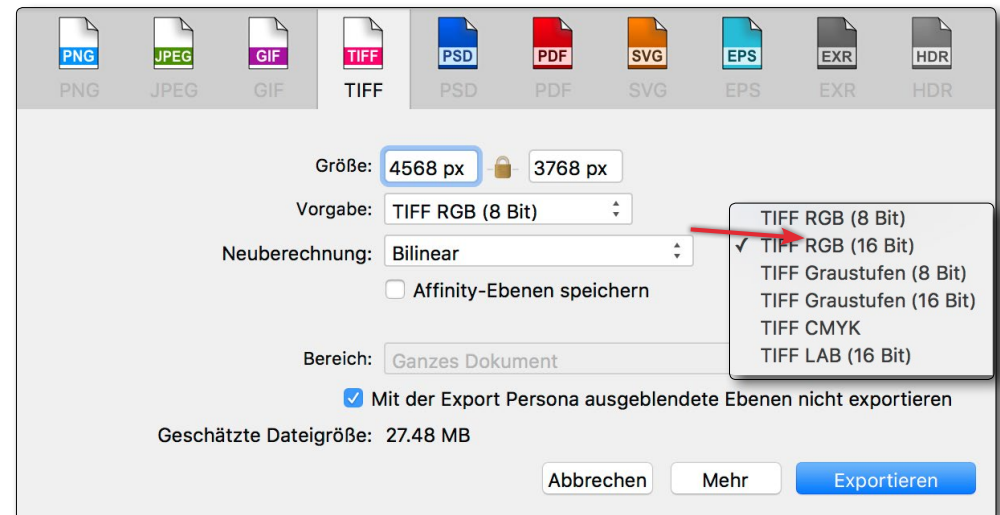 PNG JPEG GIF TIFF PSD PDF SVG EPS EXR HDR
PNG JPEG GIF TIFF PSD PDF SVG EPS EXR HDR
Größe: 4568 px 3768 px
Vorgabe: TIFF RGB (8 Bit)
Neuberechnung: Bilinear
Affinity-Ebenen speichern
TIFF RGB (8 Bit)
✓ TIFF RGB (16 Bit)
TIFF Graustufen (8 Bit)
TIFF Graustufen (16 Bit)
TIFF CMYK
TIFF LAB (16 Bit)
Bereich: Ganzes Dokument
Mit der Export Persona ausgeblendete Ebenen nicht exportieren
Geschätzte Dateigröße: 27.48 MB
Abbrechen Mehr Exportieren